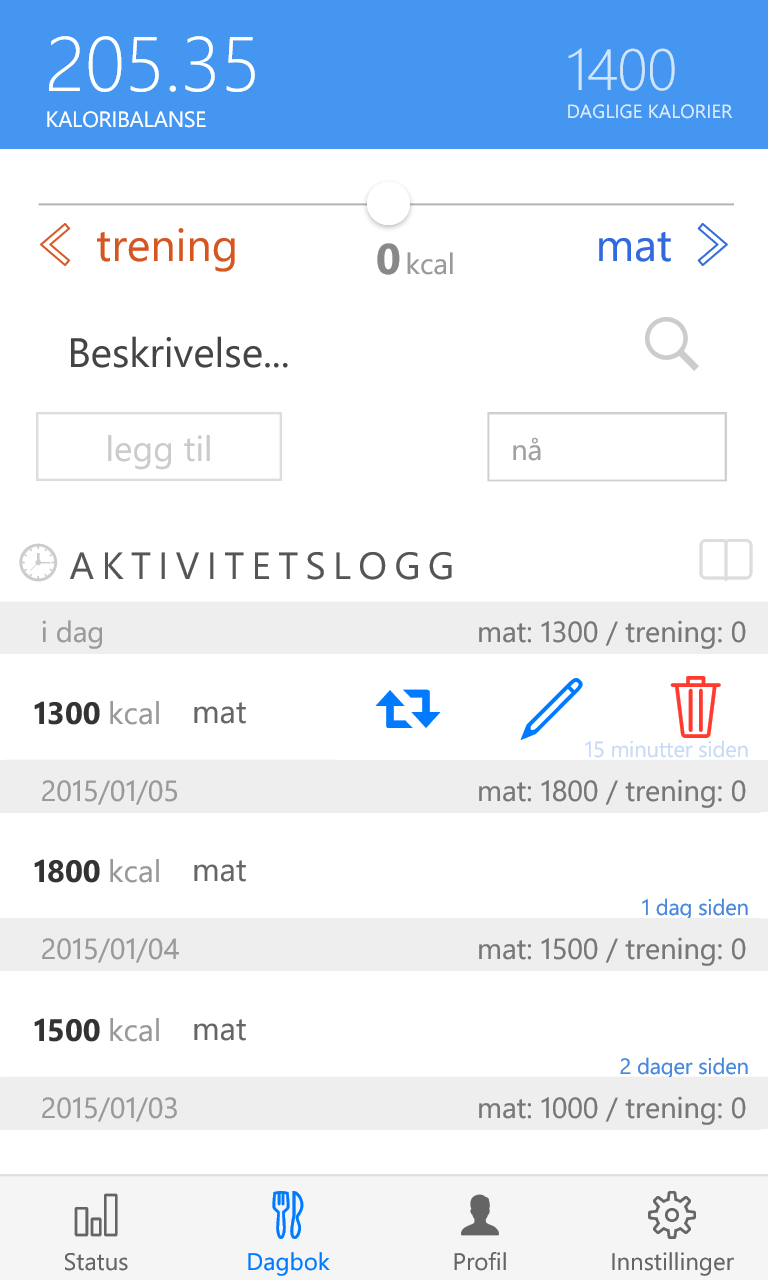 205.35
1400
KALORIBALANSE
DAGLIGE KALORIER
trening
0 kcal
mat
Beskrivelse...
legg til
nå
AKTIVITETSLOGG
i dag
mat: 1300 / trening: 0
1300 kcal mat
15 minutter siden
2015/01/05
mat: 1800 / trening: 0
1800 kcal mat
1 dag siden
2015/01/04
mat: 1500 / trening: 0
1500 kcal mat
2 dager siden
2015/01/03
mat: 1000 / trening: 0
Status
Dagbok
Profil
Innstillinger